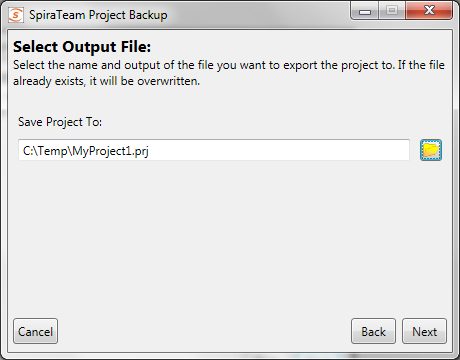 SpiraTeam Project Backup
Select Output File:
Select the name and output of the file you want to export the project to. If the file
already exists, it will be overwritten.
Save Project To:
C:\Temp\MyProject1.prj
Cancel
Back
Next